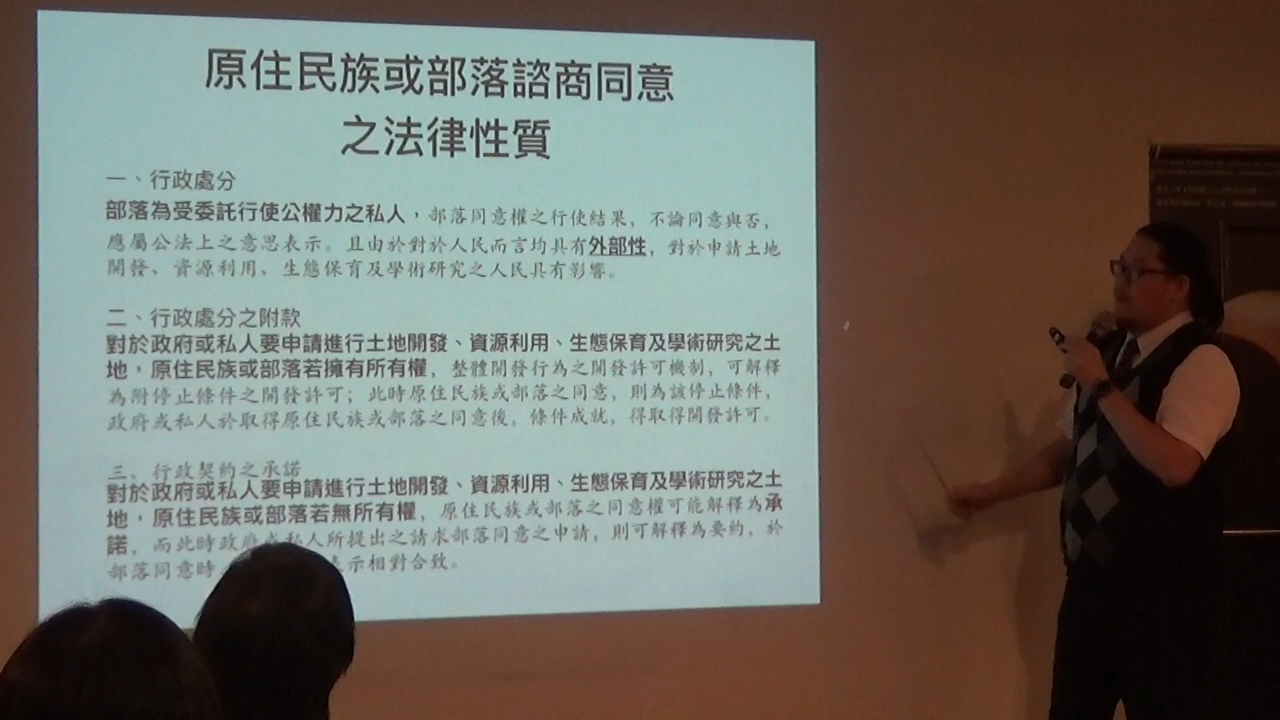 原住民族或部落諮商同意
之法律性質
一、行政處分
部落為受委託行使公權力之私人，部落同意權之行使結果，不論同意與否，
應屬公法上之意思表示。且由於對於人民而言均具有外部性，對於申請土地
開發、資源利用、生態保育及學術研究之人民具有影響。
二、行政處分之附款
對於政府或私人要申請進行土地開發、資源利用、生態保育及學術研究之土
地，原住民族或部落若擁有所有權，整體開發行為之開發許可機制，可解釋
為附停止條件之開發許可；此時原住民族或部落之同意，則為該停止條件，
政府或私人於取得原住民族或部落之同意後，條件成就，得取得開發許可。
三、行政契約之承諾
對於政府或私人要申請進行土地開發、資源利用、生態保育及學術研究之土
地，原住民族或部落若無所有權，原住民族或部落之同意權可能解釋為承
諾，而此時政府或私人所提出之請求部落同意之申請，則可解釋為要約，於
部落同意時 表示相對合致。